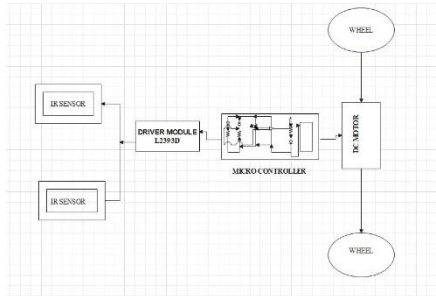 WHEEL
IR SENSOR
DRIVER MODULE
L2393D
DC MOTOR
MICRO CONTROLLER
IR SENSOR
WHEEL